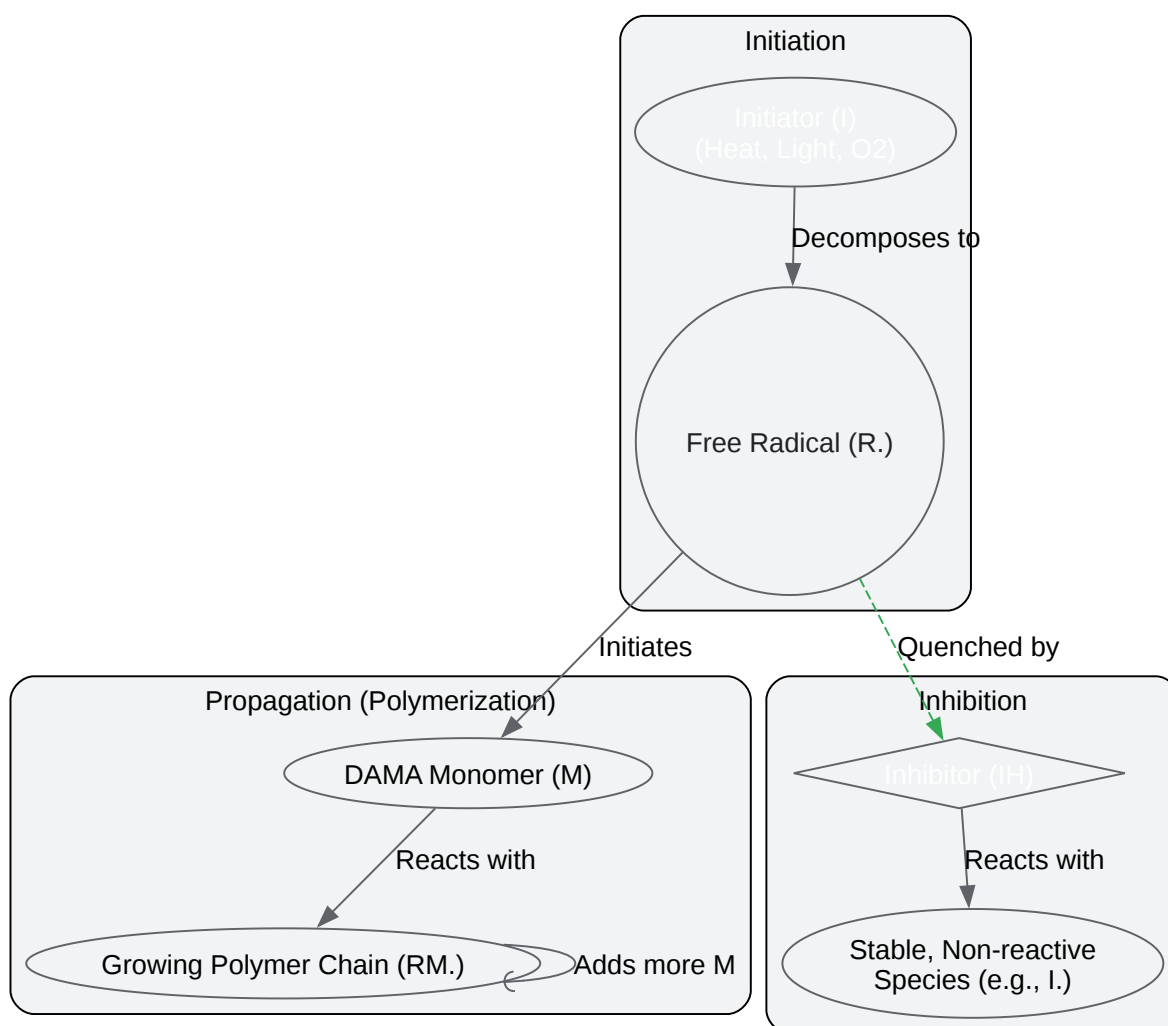 Initiation
Initiator (I)
(Heat, Light, O2)
Decomposes to
Free Radical (R.)
Initiates
Quenched by
Propagation (Polymerization)
DAMA Monomer (M)
Reacts with
Growing Polymer Chain (RM.)
Adds more M
Inhibition
Inhibitor (IH)
Reacts with
Stable, Non-reactive
Species (e.g., I.)